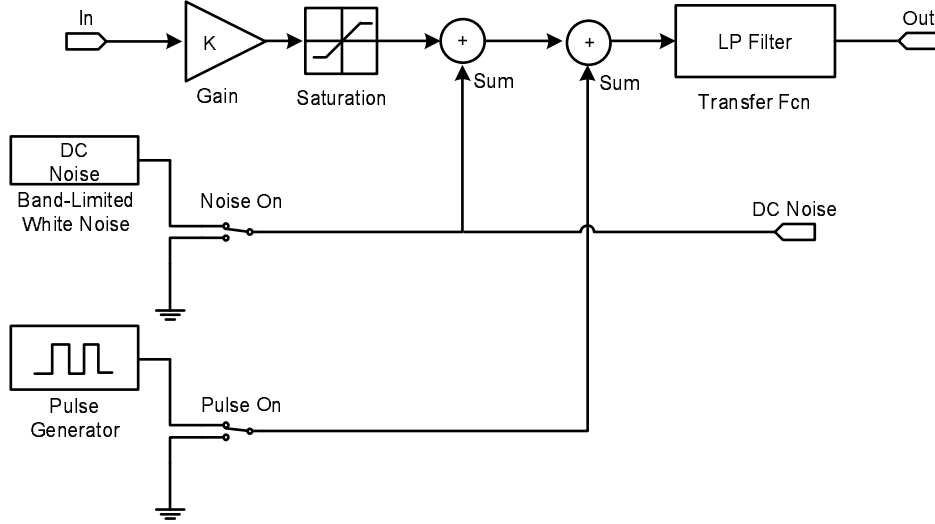 In
Out
K
+
+
LP Filter
Sum
Sum
Gain
Saturation
Transfer Fcn
DC
Noise
Band-Limited
White Noise
Noise On
DC Noise
Pulse On
Pulse
Generator